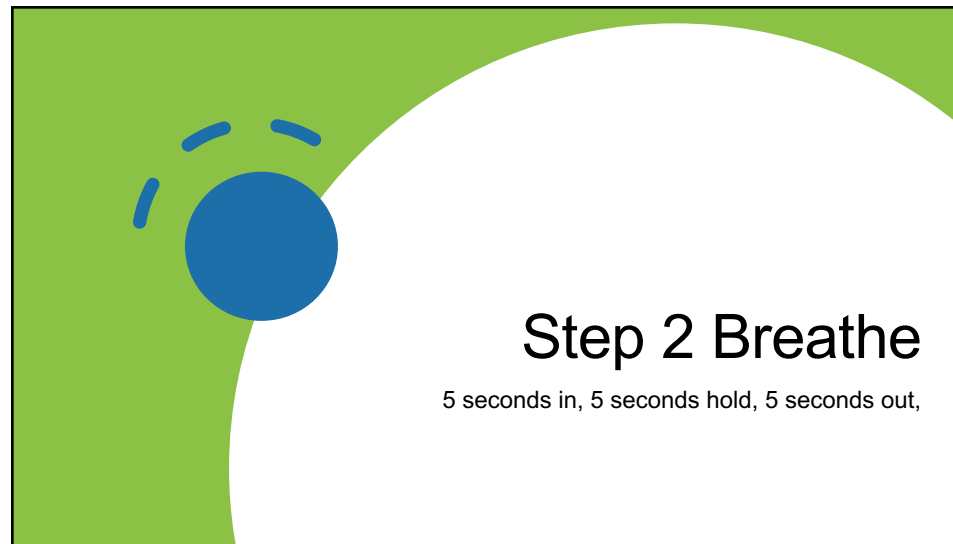 Step 2 Breathe
5 seconds in, 5 seconds hold, 5 seconds out,